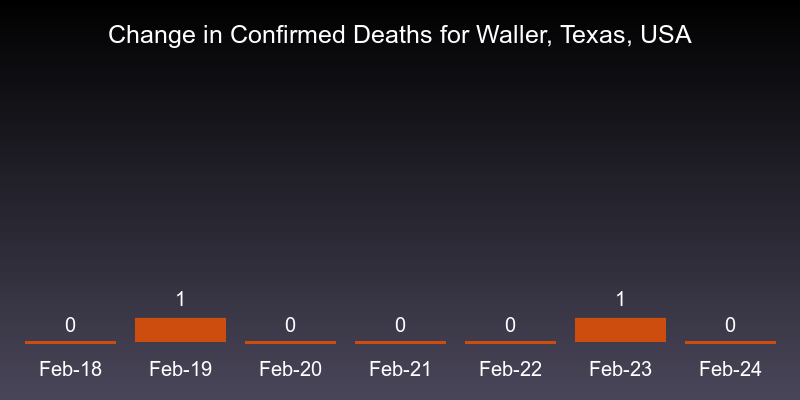 Change in Confirmed Deaths for Waller, Texas, USA
0 1 0 0 0 1 0
Feb-18 Feb-19 Feb-20 Feb-21 Feb-22 Feb-23 Feb-24